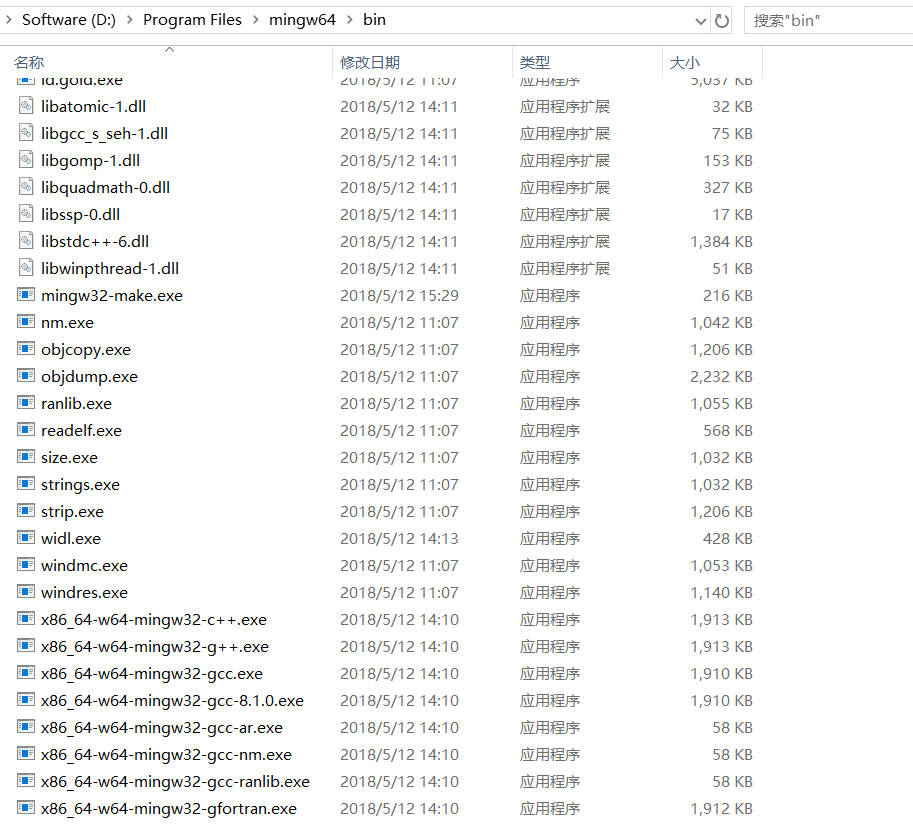 Software (D:) > Program Files > mingw64 > bin
搜索"bin"
名称 修改日期 类型 大小
ld.gold.exe 2018/5/12 11:07 应用程序 5,037 KB
libatomic-1.dll 2018/5/12 14:11 应用程序扩展 32 KB
libgcc_s_seh-1.dll 2018/5/12 14:11 应用程序扩展 75 KB
libgomp-1.dll 2018/5/12 14:11 应用程序扩展 153 KB
libquadmath-0.dll 2018/5/12 14:11 应用程序扩展 327 KB
libssp-0.dll 2018/5/12 14:11 应用程序扩展 17 KB
libstdc++-6.dll 2018/5/12 14:11 应用程序扩展 1,384 KB
libwinpthread-1.dll 2018/5/12 14:11 应用程序扩展 51 KB
mingw32-make.exe 2018/5/12 15:29 应用程序 216 KB
nm.exe 2018/5/12 11:07 应用程序 1,042 KB
objcopy.exe 2018/5/12 11:07 应用程序 1,206 KB
objdump.exe 2018/5/12 11:07 应用程序 2,232 KB
ranlib.exe 2018/5/12 11:07 应用程序 1,055 KB
readelf.exe 2018/5/12 11:07 应用程序 568 KB
size.exe 2018/5/12 11:07 应用程序 1,032 KB
strings.exe 2018/5/12 11:07 应用程序 1,032 KB
strip.exe 2018/5/12 11:07 应用程序 1,206 KB
widl.exe 2018/5/12 14:13 应用程序 428 KB
windmc.exe 2018/5/12 11:07 应用程序 1,053 KB
windres.exe 2018/5/12 11:07 应用程序 1,140 KB
x86_64-w64-mingw32-c++.exe 2018/5/12 14:10 应用程序 1,913 KB
x86_64-w64-mingw32-g++.exe 2018/5/12 14:10 应用程序 1,913 KB
x86_64-w64-mingw32-gcc.exe 2018/5/12 14:10 应用程序 1,910 KB
x86_64-w64-mingw32-gcc-8.1.0.exe 2018/5/12 14:10 应用程序 1,910 KB
x86_64-w64-mingw32-gcc-ar.exe 2018/5/12 14:10 应用程序 58 KB
x86_64-w64-mingw32-gcc-nm.exe 2018/5/12 14:10 应用程序 58 KB
x86_64-w64-mingw32-gcc-ranlib.exe 2018/5/12 14:10 应用程序 58 KB
x86_64-w64-mingw32-gfortran.exe 2018/5/12 14:10 应用程序 1,912 KB